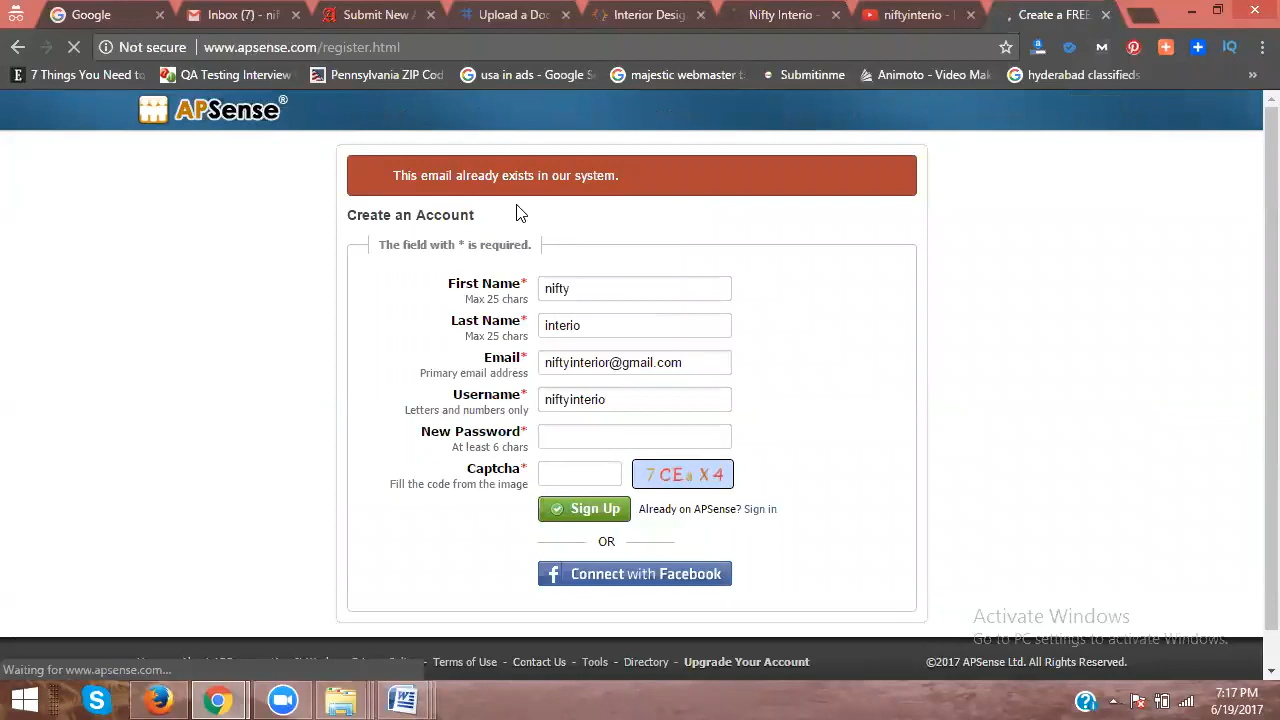 Google
Inbox (7) - nif
Submit New A
Upload a Do
Interior Desig
Nifty Interio -
niftyinterio - 
Create a FREE
Not secure www.apsense.com/register.html
7 Things You Need to
QA Testing Interview
Pennsylvania ZIP Cod
usa in ads - Google S
majestic webmaster t
Submitinme
Animoto - Video Mak
hyderabad classifieds
»
APSense®
This email already exists in our system.
Create an Account
The field with * is required.
First Name*
nifty
Max 25 chars
Last Name*
interio
Max 25 chars
Email*
niftyinterior@gmail.com
Primary email address
Username*
niftyinterio
Letters and numbers only
New Password*
At least 6 chars
Captcha*
7 C E a X 4
Fill the code from the image
Sign Up
Already on APSense? Sign in
OR
Connect with Facebook
Activate Windows
Go to PC settings to activate Windows.
Waiting for www.apsense.com...
Terms of Use
Contact Us
Tools
Directory
Upgrade Your Account
©2017 APSense Ltd. All Rights Reserved.
7:17 PM
6/19/2017